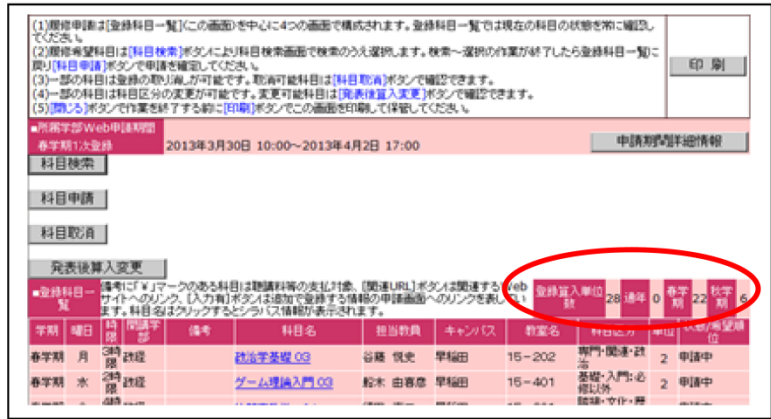 (1)履修申請は[登録科目一覧](この画面)を中心に4つの画面で構成されます。登録科目一覧では現在の科目の状態を常に確認し
てください。
(2)履修希望科目は[科目検索]ボタンにより科目検索画面で検索のうえ選択します。検索～選択の作業が終了したら登録科目一覧に
戻り[科目申請]ボタンで申請を確定してください。
(3)一部の科目は登録の取り消しが可能です。取消可能科目は[科目取消]ボタンで確認できます。
(4)一部の科目は科目区分の変更が可能です。変更可能科目は[発表後算入変更]ボタンで確認できます。
(5)[閉じる]ボタンで作業を終了する前に[印刷]ボタンでこの画面を印刷して保管してください。
印 刷
■所属学部Web申請期間
春学期1次登録 2013年3月30日 10:00～2013年4月2日 17:00
申請期間詳細情報
科目検索
科目申請
科目取消
発表後算入変更
■登録科目一覧
備考に「￥」マークのある科目は聴講料等の支払対象、[関連URL]ボタンは関連するWeb
サイトへのリンク、[入力有]ボタンは追加で登録する情報の申請画面へのリンクを表してい
ます。科目名はクリックするとシラバス情報が表示されます。
登録算入単位数 28 通年 0 春学期 22 秋学期 6
学期 曜日 時限 開講学部 備考 科目名 担当教員 キャンパス 教室名 科目区分 単位 状態/希望順位
春学期 月 3時限 政経 政治学基礎 03 谷藤 悦史 早稲田 15-202 専門・関連・政治 2 申請中
春学期 水 2時限 政経 ゲーム理論入門 03 船木 由喜彦 早稲田 15-401 基礎・入門:必修以外 2 申請中